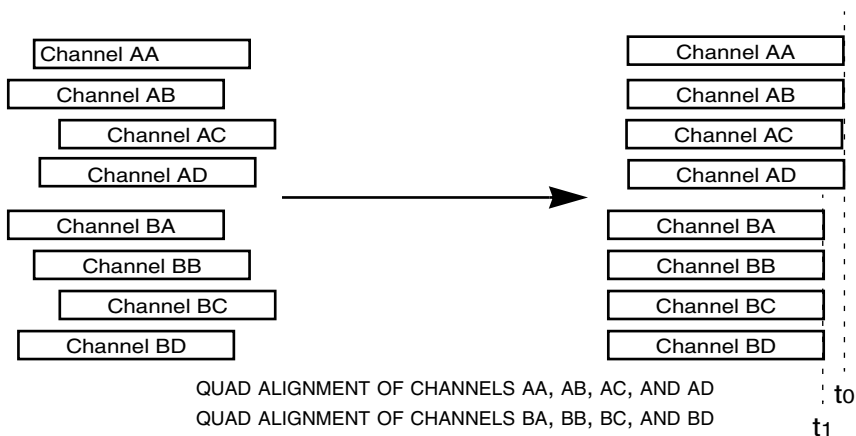 Channel AA
Channel AB
Channel AC
Channel AD
Channel BA
Channel BB
Channel BC
Channel BD
Channel AA
Channel AB
Channel AC
Channel AD
Channel BA
Channel BB
Channel BC
Channel BD
QUAD ALIGNMENT OF CHANNELS AA, AB, AC, AND AD
QUAD ALIGNMENT OF CHANNELS BA, BB, BC, AND BD
t0
t1